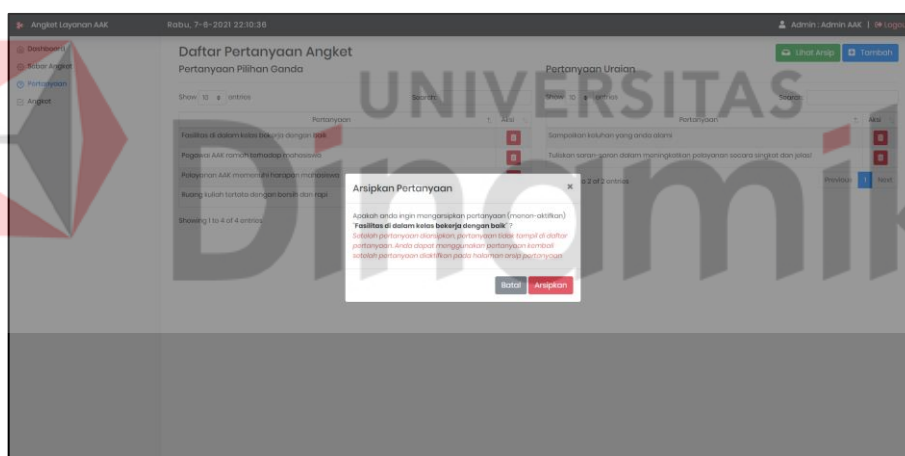 Angket Layanan AAK
Rabu, 7-6-2021 22:10:36
Admin : Admin AAK | Logout
Dashboard
Sebar Angket
Pertanyaan
Angket
Daftar Pertanyaan Angket
Lihat Arsip
Tambah
Pertanyaan Pilihan Ganda
Show 10 entries
Search:
Pertanyaan
Aksi
Fasilitas di dalam kelas bekerja dengan baik
Pegawai AAK ramah terhadap mahasiswa
Pelayanan AAK memenuhi harapan mahasiswa
Ruang kuliah tertata dengan bersih dan rapi
Showing 1 to 4 of 4 entries
Pertanyaan Uraian
Show 10 entries
Search:
Pertanyaan
Aksi
Sampaikan keluhan yang anda alami
Tuliskan saran-saran dalam meningkatkan pelayanan secara singkat dan jelas!
2 of 2 entries
Previous 1 Next
Arsipkan Pertanyaan
×
Apakah anda ingin mengarsipkan pertanyaan (menon-aktifkan)
"Fasilitas di dalam kelas bekerja dengan baik" ?
Setelah pertanyaan diarsipkan, pertanyaan tidak tampil di daftar
pertanyaan. Anda dapat menggunakan pertanyaan kembali
setelah pertanyaan diaktifkan pada halaman arsip pertanyaan
Batal
Arsipkan
UNIVERSITAS
Dinamik